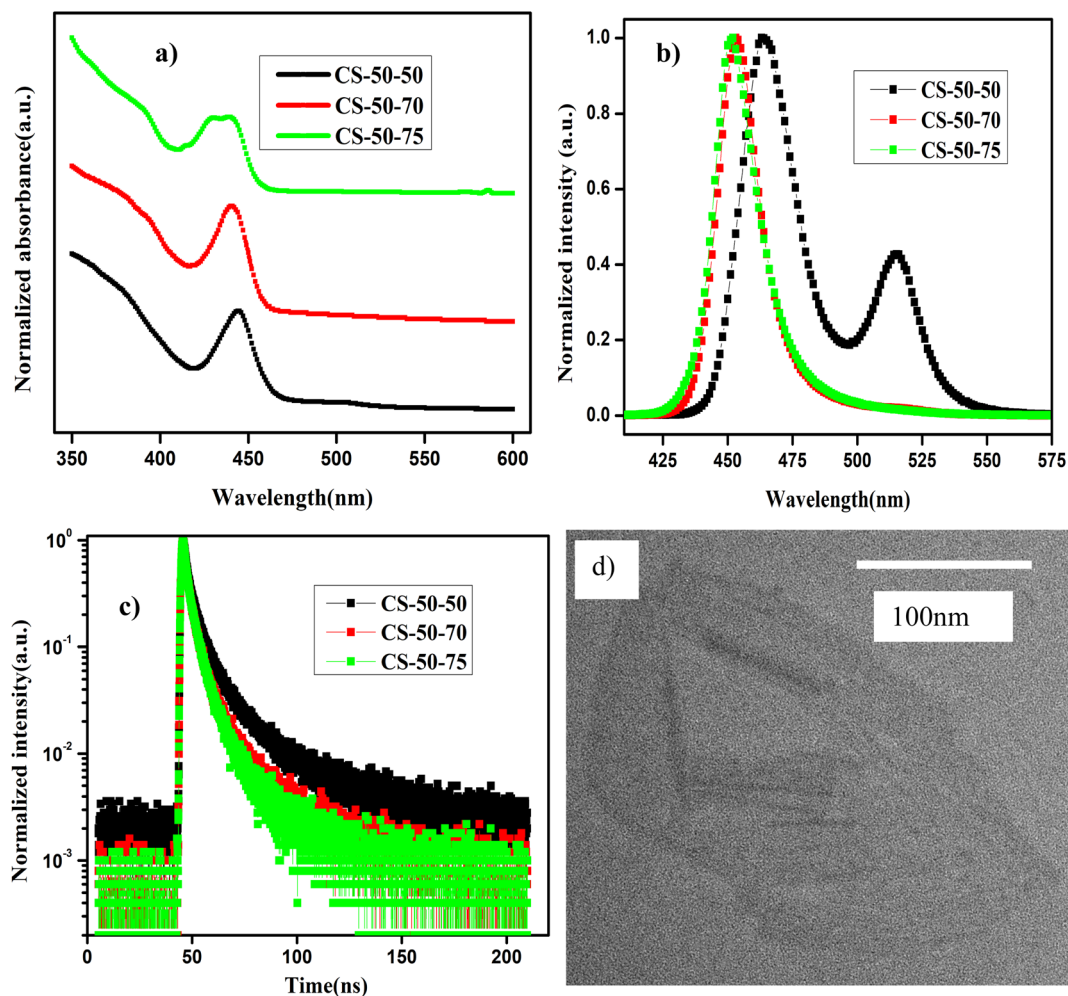 a)
CS-50-50
CS-50-70
CS-50-75
Normalized absorbance(a.u.)
350 400 450 500 550 600
Wavelength(nm)
b)
CS-50-50
CS-50-70
CS-50-75
Normalized intensity (a.u.)
1.0
0.8
0.6
0.4
0.2
0.0
425 450 475 500 525 550 575
Wavelength(nm)
c)
CS-50-50
CS-50-70
CS-50-75
Normalized intensity(a.u.)
10⁰
10⁻¹
10⁻²
10⁻³
0 50 100 150 200
Time(ns)
d)
100nm